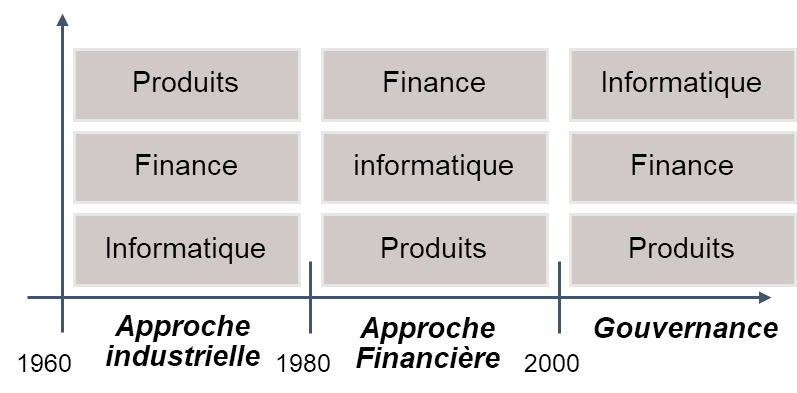 Produits
Finance
Informatique
Finance
Finance
informatique
Informatique
Produits
Produits
Approche
industrielle
Approche
Financière
Gouvernance
1960
1980
2000